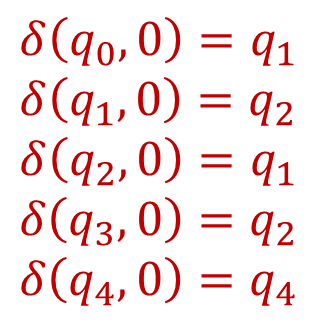 δ(q₀, 0) = q₁
δ(q₁, 0) = q₂
δ(q₂, 0) = q₁
δ(q₃, 0) = q₂
δ(q₄, 0) = q₄